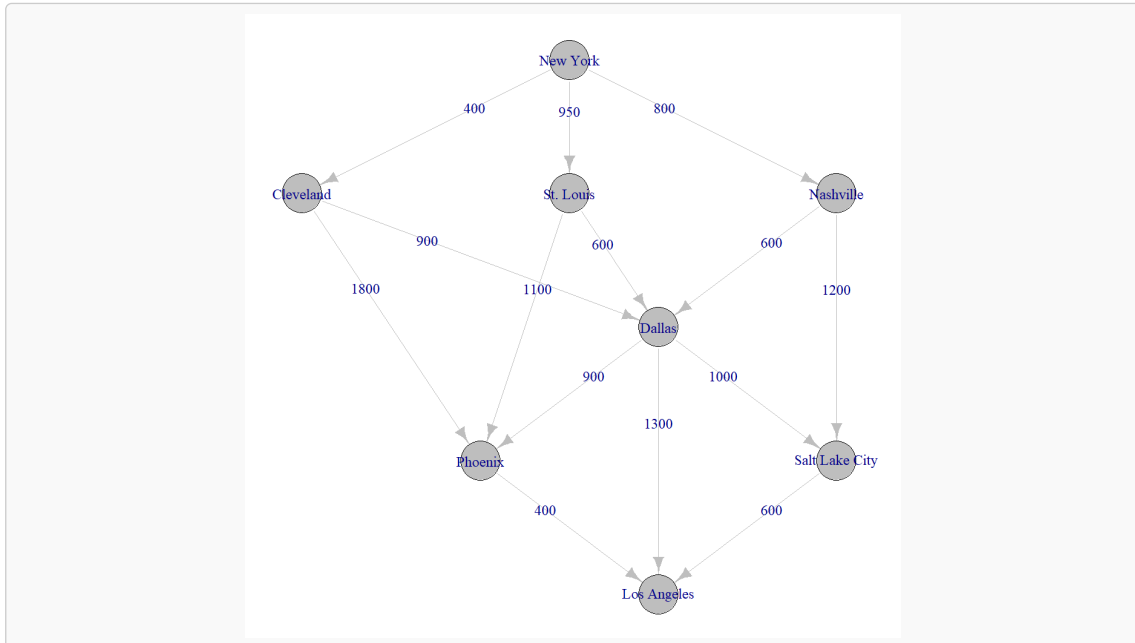 New York
400
950
800
Cleveland
St. Louis
Nashville
900
600
600
1800
1100
1200
Dallas
900
1000
1300
Phoenix
Salt Lake City
400
600
Los Angeles